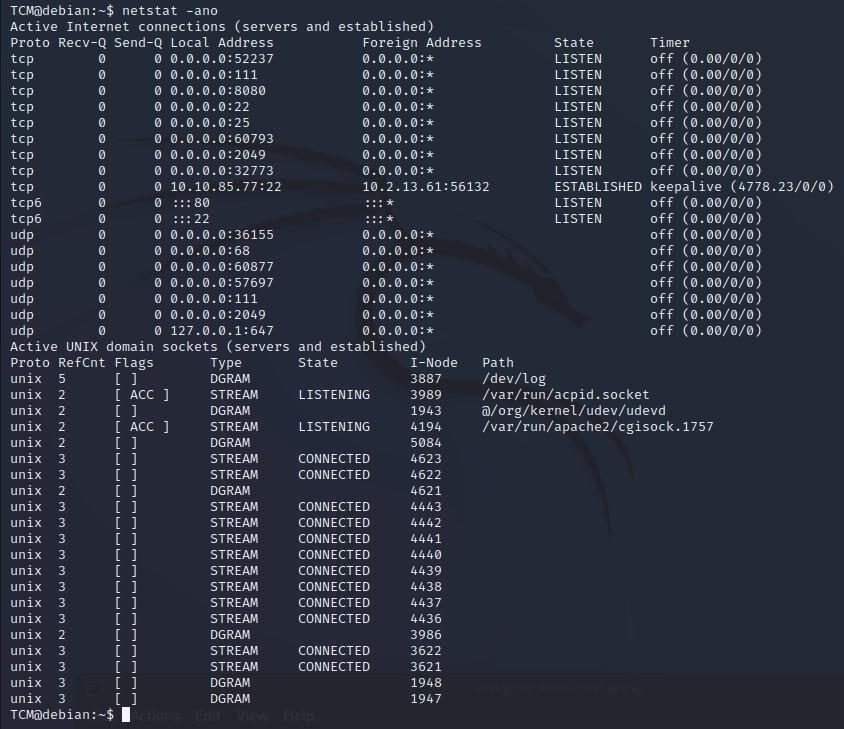 TCM@debian:~$ netstat -ano
Active Internet connections (servers and established)
Proto Recv-Q Send-Q Local Address           Foreign Address         State       Timer
tcp        0      0 0.0.0.0:52237           0.0.0.0:*               LISTEN      off (0.00/0/0)
tcp        0      0 0.0.0.0:111             0.0.0.0:*               LISTEN      off (0.00/0/0)
tcp        0      0 0.0.0.0:8080            0.0.0.0:*               LISTEN      off (0.00/0/0)
tcp        0      0 0.0.0.0:22              0.0.0.0:*               LISTEN      off (0.00/0/0)
tcp        0      0 0.0.0.0:25              0.0.0.0:*               LISTEN      off (0.00/0/0)
tcp        0      0 0.0.0.0:60793           0.0.0.0:*               LISTEN      off (0.00/0/0)
tcp        0      0 0.0.0.0:2049            0.0.0.0:*               LISTEN      off (0.00/0/0)
tcp        0      0 0.0.0.0:32773           0.0.0.0:*               LISTEN      off (0.00/0/0)
tcp        0      0 10.10.85.77:22          10.2.13.61:56132        ESTABLISHED keepalive (4778.23/0/0)
tcp6       0      0 :::80                   :::*                    LISTEN      off (0.00/0/0)
tcp6       0      0 :::22                   :::*                    LISTEN      off (0.00/0/0)
udp        0      0 0.0.0.0:36155           0.0.0.0:*                           off (0.00/0/0)
udp        0      0 0.0.0.0:68              0.0.0.0:*                           off (0.00/0/0)
udp        0      0 0.0.0.0:60877           0.0.0.0:*                           off (0.00/0/0)
udp        0      0 0.0.0.0:57697           0.0.0.0:*                           off (0.00/0/0)
udp        0      0 0.0.0.0:111             0.0.0.0:*                           off (0.00/0/0)
udp        0      0 0.0.0.0:2049            0.0.0.0:*                           off (0.00/0/0)
udp        0      0 127.0.0.1:647           0.0.0.0:*                           off (0.00/0/0)
Active UNIX domain sockets (servers and established)
Proto RefCnt Flags       Type       State         I-Node   Path
unix  5      [ ]         DGRAM                    3887     /dev/log
unix  2      [ ACC ]     STREAM     LISTENING     3989     /var/run/acpid.socket
unix  2      [ ]         DGRAM                    1943     @/org/kernel/udev/udevd
unix  2      [ ACC ]     STREAM     LISTENING     4194     /var/run/apache2/cgisock.1757
unix  2      [ ]         DGRAM                    5084
unix  3      [ ]         STREAM     CONNECTED     4623
unix  3      [ ]         STREAM     CONNECTED     4622
unix  2      [ ]         DGRAM                    4621
unix  3      [ ]         STREAM     CONNECTED     4443
unix  3      [ ]         STREAM     CONNECTED     4442
unix  3      [ ]         STREAM     CONNECTED     4441
unix  3      [ ]         STREAM     CONNECTED     4440
unix  3      [ ]         STREAM     CONNECTED     4439
unix  3      [ ]         STREAM     CONNECTED     4438
unix  3      [ ]         STREAM     CONNECTED     4437
unix  3      [ ]         STREAM     CONNECTED     4436
unix  2      [ ]         DGRAM                    3986
unix  3      [ ]         STREAM     CONNECTED     3622
unix  3      [ ]         STREAM     CONNECTED     3621
unix  3      [ ]         DGRAM                    1948
unix  3      [ ]         DGRAM                    1947
TCM@debian:~$
Actions Edit View Help